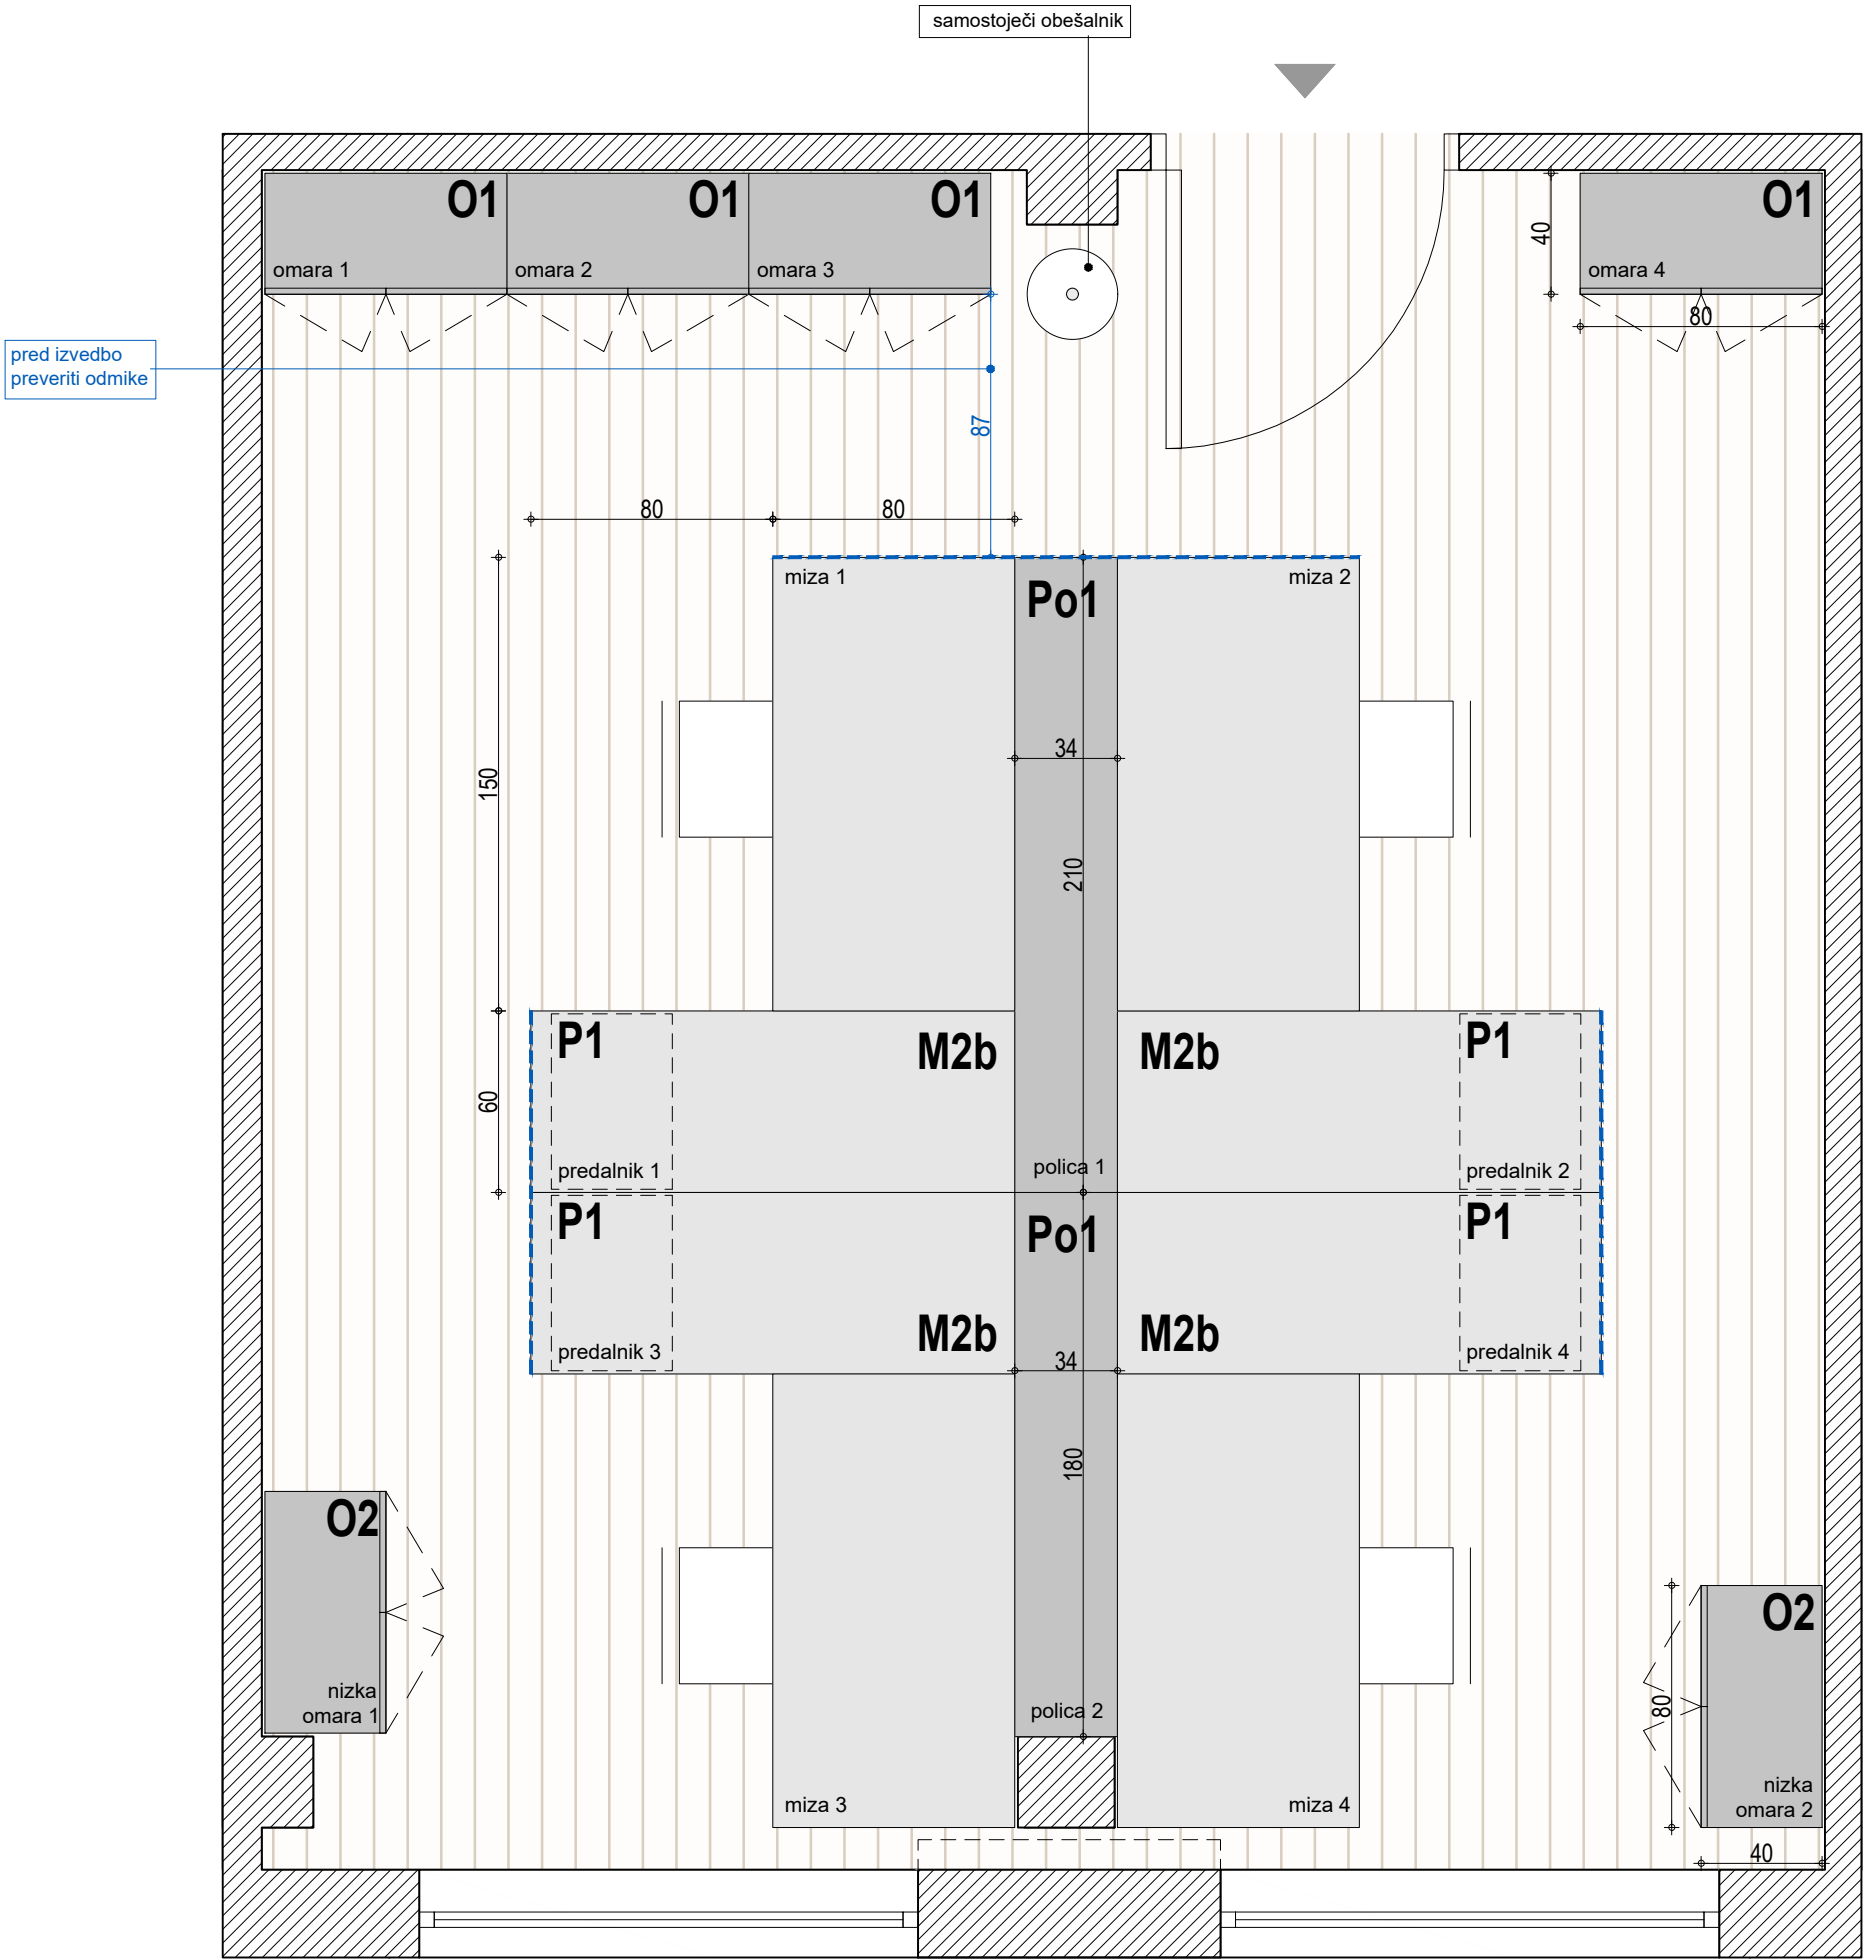 samostoječi obešalnik
O1
O1
O1
O1
omara 1
omara 2
omara 3
omara 4
40
80
pred izvedbo
preveriti odmike
87
80
80
miza 1
Po1
miza 2
34
150
210
P1
M2b
M2b
P1
60
predalnik 1
polica 1
predalnik 2
P1
Po1
P1
M2b
M2b
predalnik 3
34
predalnik 4
180
O2
nizka
omara 1
O2
80
polica 2
miza 3
miza 4
nizka
omara 2
40